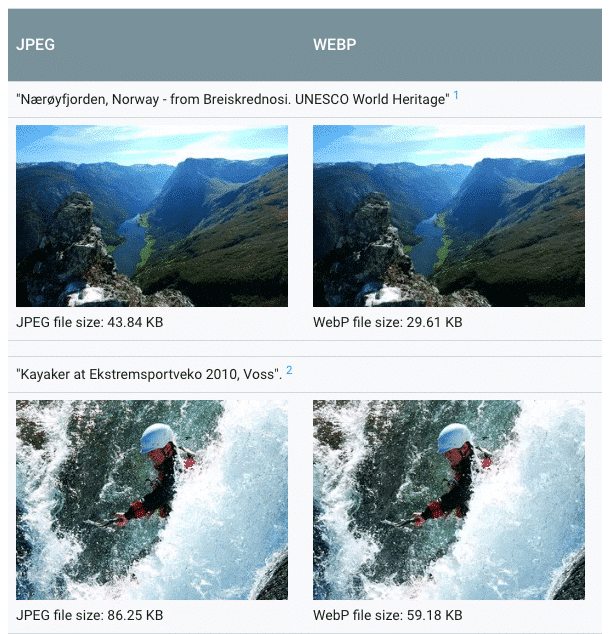 JPEG WEBP
"Nærøyfjorden, Norway - from Breiskrednosi. UNESCO World Heritage" 1
JPEG file size: 43.84 KB WebP file size: 29.61 KB
"Kayaker at Ekstremsportveko 2010, Voss". 2
JPEG file size: 86.25 KB WebP file size: 59.18 KB